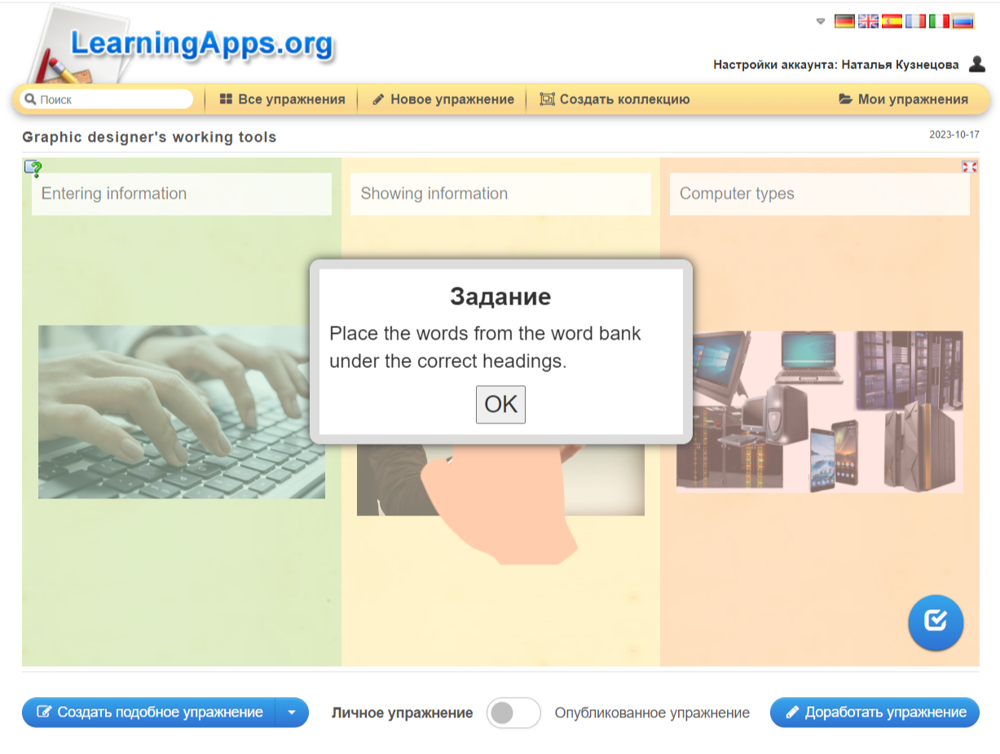 LearningApps.org
Настройки аккаунта: Наталья Кузнецова
Поиск
Все упражнения
Новое упражнение
Создать коллекцию
Мои упражнения
Graphic designer's working tools
2023-10-17
Entering information
Showing information
Computer types
Задание
Place the words from the word bank
under the correct headings.
OK
Создать подобное упражнение
Личное упражнение
Опубликованное упражнение
Доработать упражнение